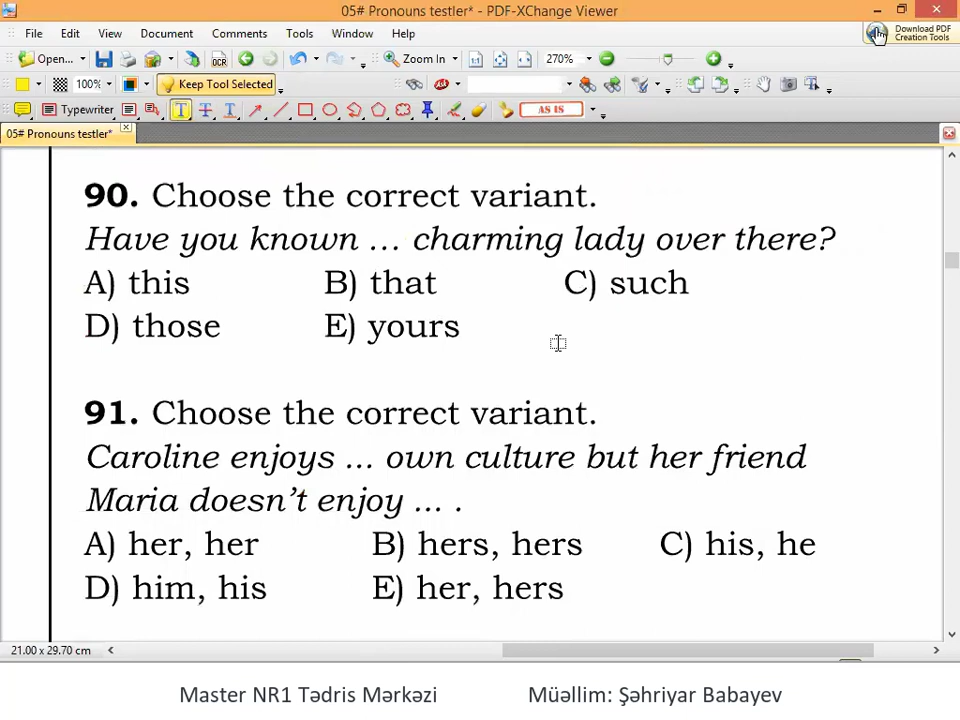 05# Pronouns testler* - PDF-XChange Viewer
File Edit View Document Comments Tools Window Help
Download PDF
Creation Tools
Open... OCR Zoom In 270%
100% Keep Tool Selected
Typewriter AS IS
05# Pronouns testler*
90. Choose the correct variant.
Have you known ... charming lady over there?
A) this B) that C) such
D) those E) yours
91. Choose the correct variant.
Caroline enjoys ... own culture but her friend
Maria doesn't enjoy ... .
A) her, her B) hers, hers C) his, he
D) him, his E) her, hers
21.00 x 29.70 cm
Master NR1 Tədris Mərkəzi Müəllim: Şəhriyar Babayev